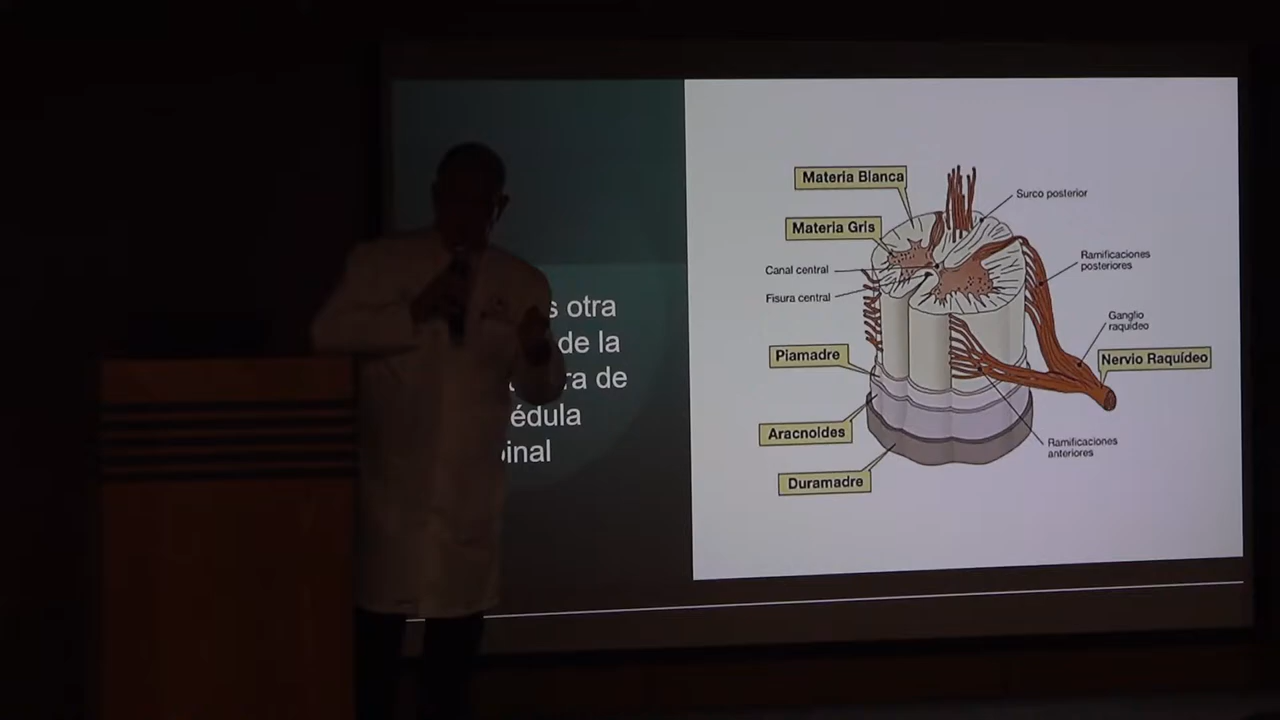 s otra
de la
ra de
édula
inal
Materia Blanca
Materia Gris
Canal central
Fisura central
Piamadre
Aracnoides
Duramadre
Surco posterior
Ramificaciones
posteriores
Ganglio
raquídeo
Nervio Raquídeo
Ramificaciones
anteriores